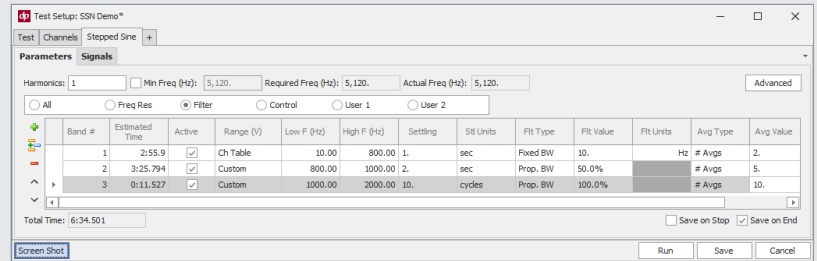 dp Test Setup: SSN Demo*
Test Channels Stepped Sine +
Parameters Signals
Harmonics: 1 Min Freq (Hz): 5,120. Required Freq (Hz): 5,120. Actual Freq (Hz): 5,120. Advanced
All Freq Res Filter Control User 1 User 2
Band # Estimated Time Active Range (V) Low F (Hz) High F (Hz) Settling Stl Units Flt Type Flt Value Flt Units Avg Type Avg Value
1 2:55.9 Ch Table 10.00 800.00 1. sec Fixed BW 10. Hz # Avgs 2.
2 3:25.794 Custom 800.00 1000.00 2. sec Prop. BW 50.0% # Avgs 5.
3 0:11.527 Custom 1000.00 2000.00 10. cycles Prop. BW 100.0% # Avgs 10.
Total Time: 6:34.501 Save on Stop Save on End
Screen Shot Run Save Cancel